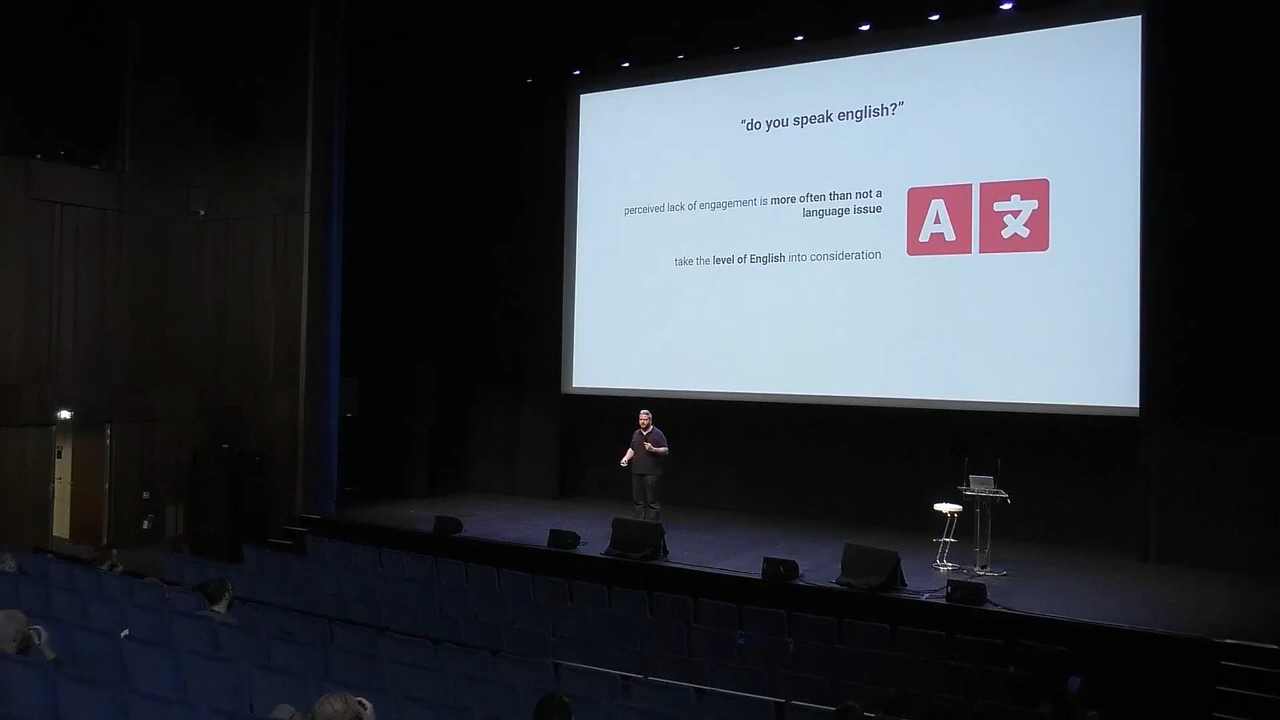 “do you speak english?”
perceived lack of engagement is more often than not a
language issue
take the level of English into consideration
A 文